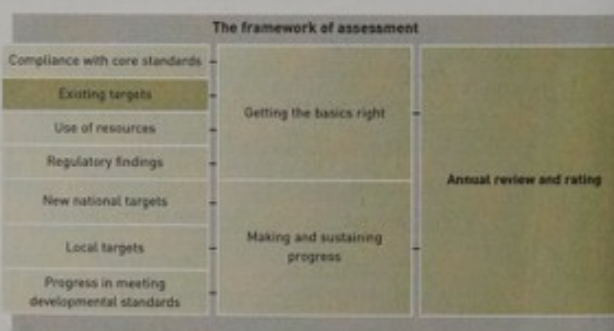 The framework of assessment
Compliance with core standards
Existing targets
Use of resources
Regulatory findings
New national targets
Local targets
Progress in meeting
developmental standards
Getting the basics right
Making and sustaining
progress
Annual review and rating